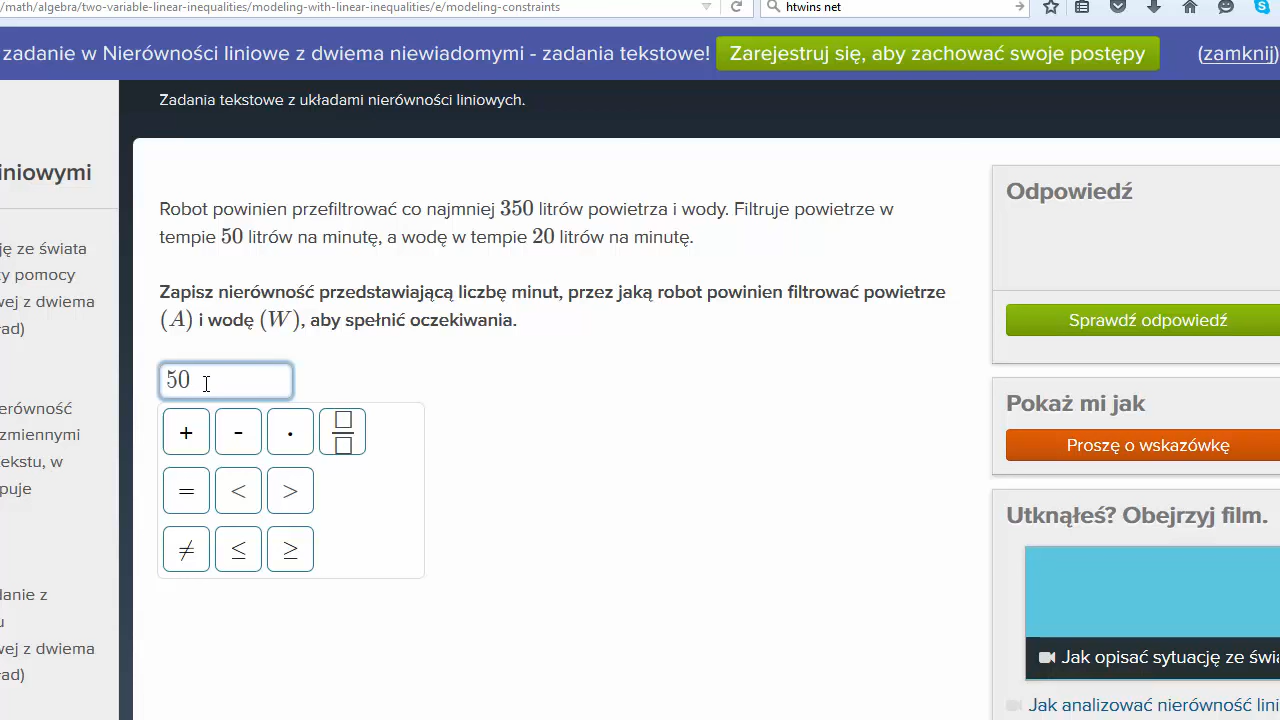 /math/algebra/two-variable-linear-inequalities/modeling-with-linear-inequalities/e/modeling-constraints
htwins net
zadanie w Nierówności liniowe z dwiema niewiadomymi - zadania tekstowe! Zarejestruj się, aby zachować swoje postępy (zamknij)
Zadania tekstowe z układami nierówności liniowych.
iniowymi
ję ze świata
zy pomocy
wej z dwiema
ad)
erówność
zmiennymi
ekstu, w
puje
danie z
u
wej z dwiema
ad)
Robot powinien przefiltrować co najmniej 350 litrów powietrza i wody. Filtruje powietrze w
tempie 50 litrów na minutę, a wodę w tempie 20 litrów na minutę.
Zapisz nierówność przedstawiającą liczbę minut, przez jaką robot powinien filtrować powietrze
(A) i wodę (W), aby spełnić oczekiwania.
50
+ - ·
= < >
≠ ≤ ≥
Odpowiedź
Sprawdź odpowiedź
Pokaż mi jak
Proszę o wskazówkę
Utknąłeś? Obejrzyj film.
Jak opisać sytuację ze świa
Jak analizować nierówność lini